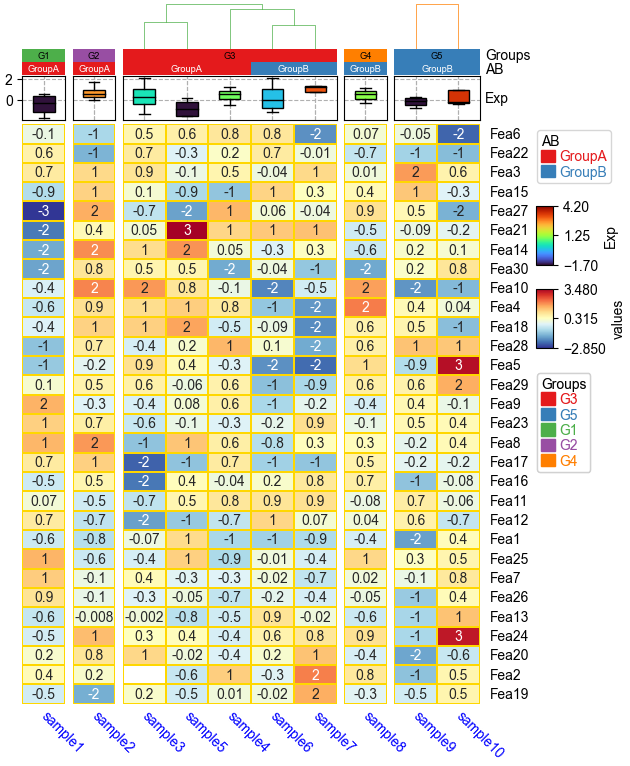 G1 G2 G3 G4 G5 Groups
GroupA GroupA GroupA GroupB GroupB GroupB AB
2
0
Exp
-0.1 -1 0.5 0.6 0.8 0.8 -2 0.07 -0.05 -2 Fea6
0.6 -1 0.7 -0.3 0.2 0.7 -0.01 -0.7 -1 -1 Fea22
0.7 1 0.9 -0.1 0.5 -0.04 1 0.01 2 0.6 Fea3
-0.9 1 0.1 -0.9 -1 1 0.3 0.4 1 -0.3 Fea15
-3 2 -0.7 -2 1 0.06 -0.04 0.9 0.5 -2 Fea27
-2 0.4 0.05 3 1 1 1 -0.5 -0.09 -0.2 Fea21
-2 2 1 2 0.05 -0.3 0.3 -0.6 0.2 0.1 Fea14
-2 0.8 0.5 0.5 -2 -0.04 -1 -2 0.2 0.8 Fea30
-0.4 2 2 0.8 -0.1 -2 -0.5 2 -2 -1 Fea10
-0.6 0.9 1 1 0.8 -1 -2 2 0.4 0.04 Fea4
-0.4 1 1 2 -0.5 -0.09 -2 0.6 0.5 -1 Fea18
-1 0.7 -0.4 0.2 1 0.1 -2 0.6 1 1 Fea28
-1 -0.2 0.9 0.4 -0.3 -2 -2 1 -0.9 3 Fea5
0.1 0.5 0.6 -0.06 0.6 -1 -0.9 0.6 0.6 2 Fea29
2 -0.3 -0.4 0.08 0.6 -1 -0.2 -0.4 0.4 -0.1 Fea9
1 0.7 -0.6 -0.1 -0.3 -0.2 0.9 -0.1 0.5 0.4 Fea23
1 2 -1 1 0.6 -0.8 0.3 0.3 -0.2 0.4 Fea8
0.7 1 -2 -1 0.7 -1 -1 0.5 -0.2 -0.2 Fea17
-0.5 0.5 -2 0.4 -0.04 0.2 0.8 0.7 -1 -0.08 Fea16
0.07 -0.5 -0.7 0.5 0.8 0.9 0.9 -0.08 0.7 -0.06 Fea11
0.7 -0.7 -2 -1 -0.7 1 0.07 0.04 0.6 -0.7 Fea12
-0.6 -0.8 -0.07 1 -1 -1 -0.9 -0.4 -2 0.4 Fea1
1 -0.6 -0.4 1 -0.9 -0.01 -0.4 1 0.3 0.5 Fea25
1 -0.1 0.4 -0.3 -0.3 -0.02 -0.7 0.02 -0.1 0.8 Fea7
0.9 -0.1 -0.3 -0.05 -0.7 -0.2 -0.4 -0.05 -1 0.4 Fea26
-0.6 -0.008 -0.002 -0.8 -0.5 0.9 -0.02 -0.6 -1 1 Fea13
-0.5 1 0.3 0.4 -0.4 0.6 0.8 0.9 -1 3 Fea24
0.2 0.8 1 -0.02 -0.4 0.2 1 -0.4 -2 -0.6 Fea20
0.4 0.2 -0.6 1 -0.3 2 0.8 -1 0.5 Fea2
-0.5 -2 0.2 -0.5 0.01 -0.02 2 -0.3 -0.5 0.5 Fea19
sample1 sample2 sample3 sample5 sample4 sample6 sample7 sample8 sample9 sample10
AB
GroupA
GroupB
4.20
1.25
-1.70
Exp
3.480
0.315
-2.850
values
Groups
G3
G5
G1
G2
G4